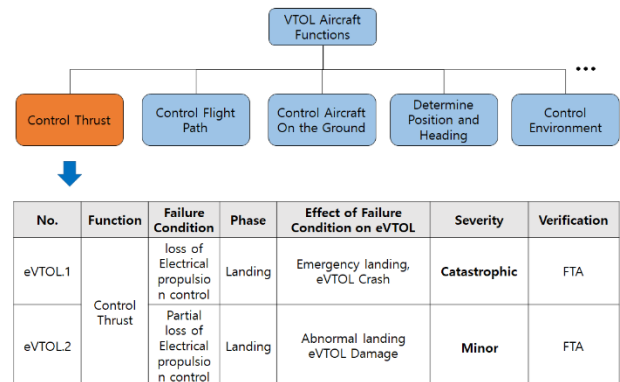 VTOL Aircraft
Functions
...
Control Thrust
Control Flight
Path
Control Aircraft
On the Ground
Determine
Position and
Heading
Control
Environment
No.
Function
Failure
Condition
Phase
Effect of Failure
Condition on eVTOL
Severity
Verification
eVTOL.1
Control
Thrust
loss of
Electrical
propulsio
n control
Landing
Emergency landing,
eVTOL Crash
Catastrophic
FTA
eVTOL.2
Partial
loss of
Electrical
propulsio
n control
Landing
Abnormal landing
eVTOL Damage
Minor
FTA